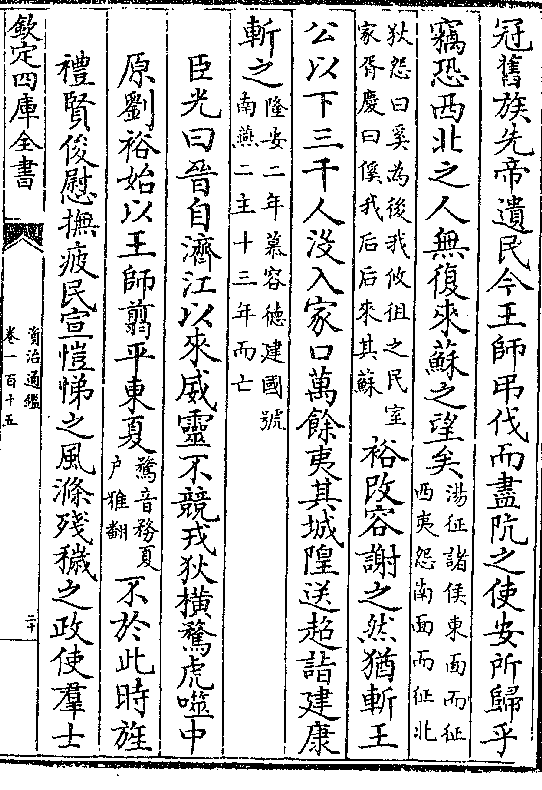 冠舊族先帝遺民今王師弔伐而盡阬之使安所歸乎
竊恐西北之人無復來蘇之望矣湯征諸侯東面而征西夷怨南面而征北
狄怨曰奚為後我攸徂之民室家胥慶曰徯我后后來其蘇裕改容謝之然猶斬王
公以下三千人沒入家口萬餘夷其城隍送超詣建康
斬之隆安二年慕容徳建國號南燕二主十三年而亡
臣光曰晉自濟江以來威靈不競戎狄橫騖虎噬中
原劉裕始以王師翦平東夏騖音務夏户雅翻不於此時旌
禮賢俊慰撫疲民宣愷悌之風滌殘穢之政使羣士
欽定四庫全書
資治通鑑
卷一百十五
二十